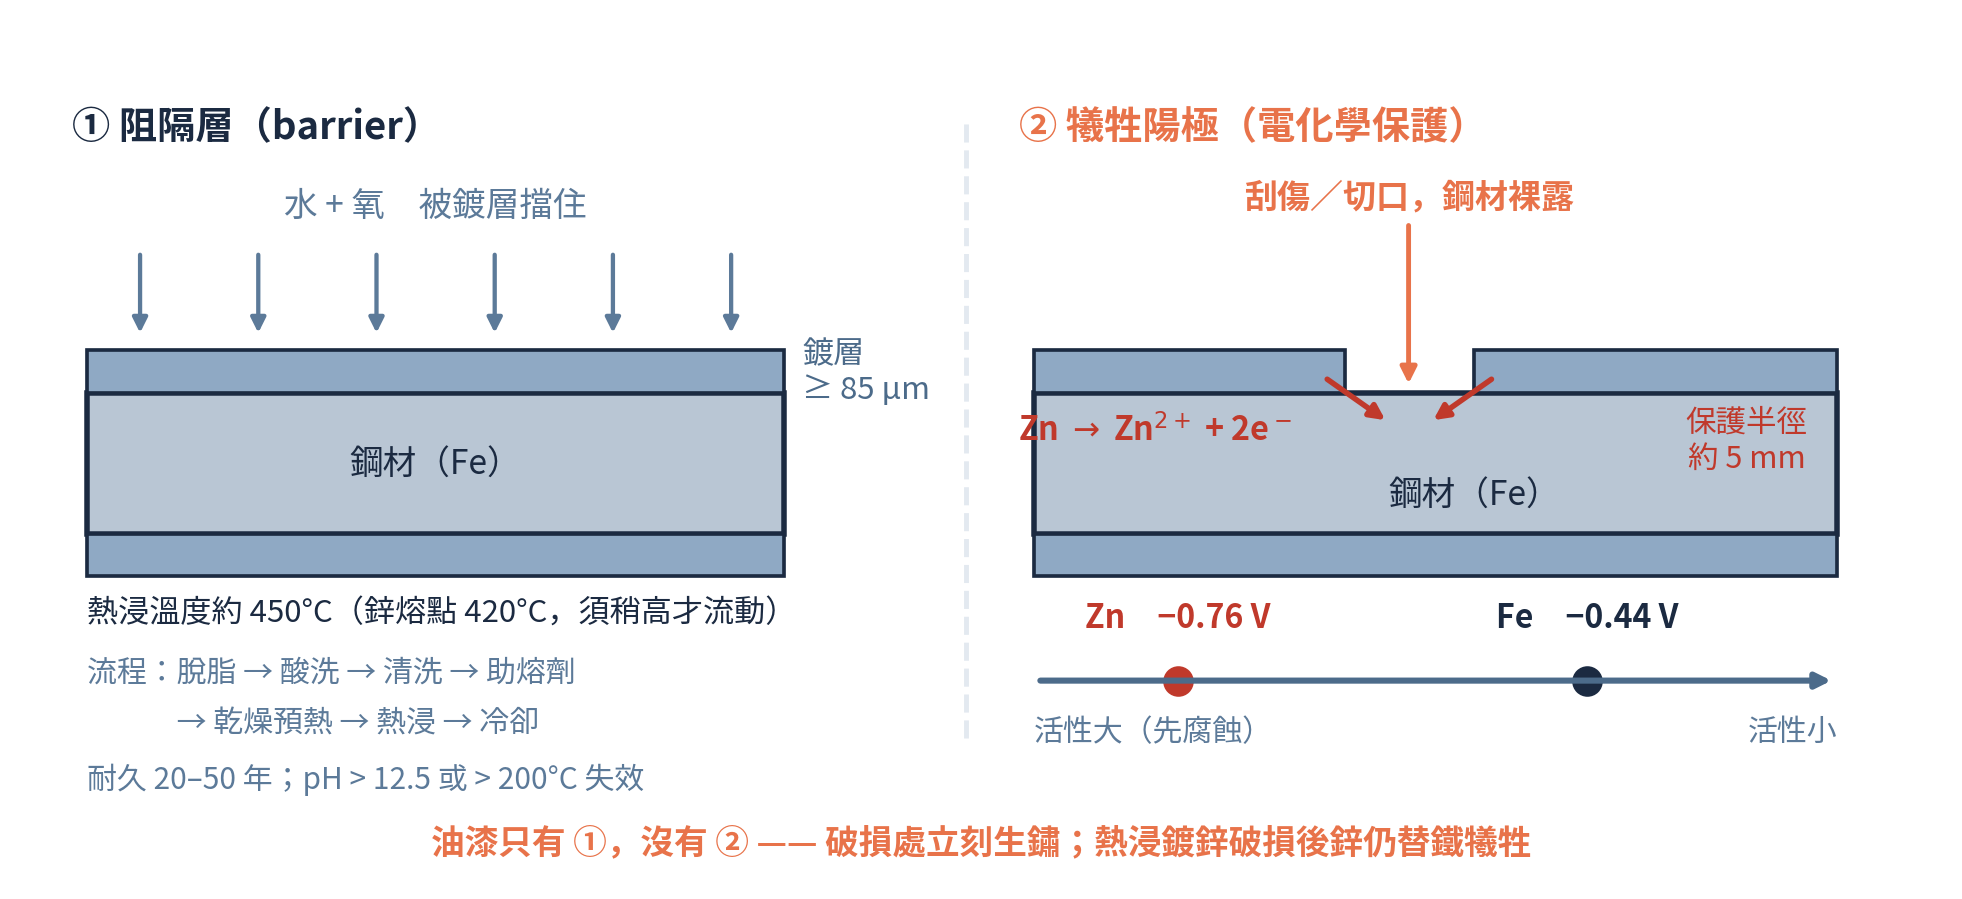 ① 阻隔層（barrier）
水 + 氧　被鍍層擋住
鍍層
≥ 85 μm
鋼材（Fe）
熱浸溫度約 450°C（鋅熔點 420°C，須稍高才流動）
流程：脫脂 → 酸洗 → 清洗 → 助熔劑
→ 乾燥預熱 → 熱浸 → 冷卻
耐久 20–50 年；pH > 12.5 或 > 200°C 失效
② 犧牲陽極（電化學保護）
刮傷／切口，鋼材裸露
Zn → Zn²⁺ + 2e⁻
保護半徑
約 5 mm
鋼材（Fe）
Zn　−0.76 V
Fe　−0.44 V
活性大（先腐蝕）
活性小
油漆只有 ①，沒有 ② —— 破損處立刻生鏽；熱浸鍍鋅破損後鋅仍替鐵犧牲